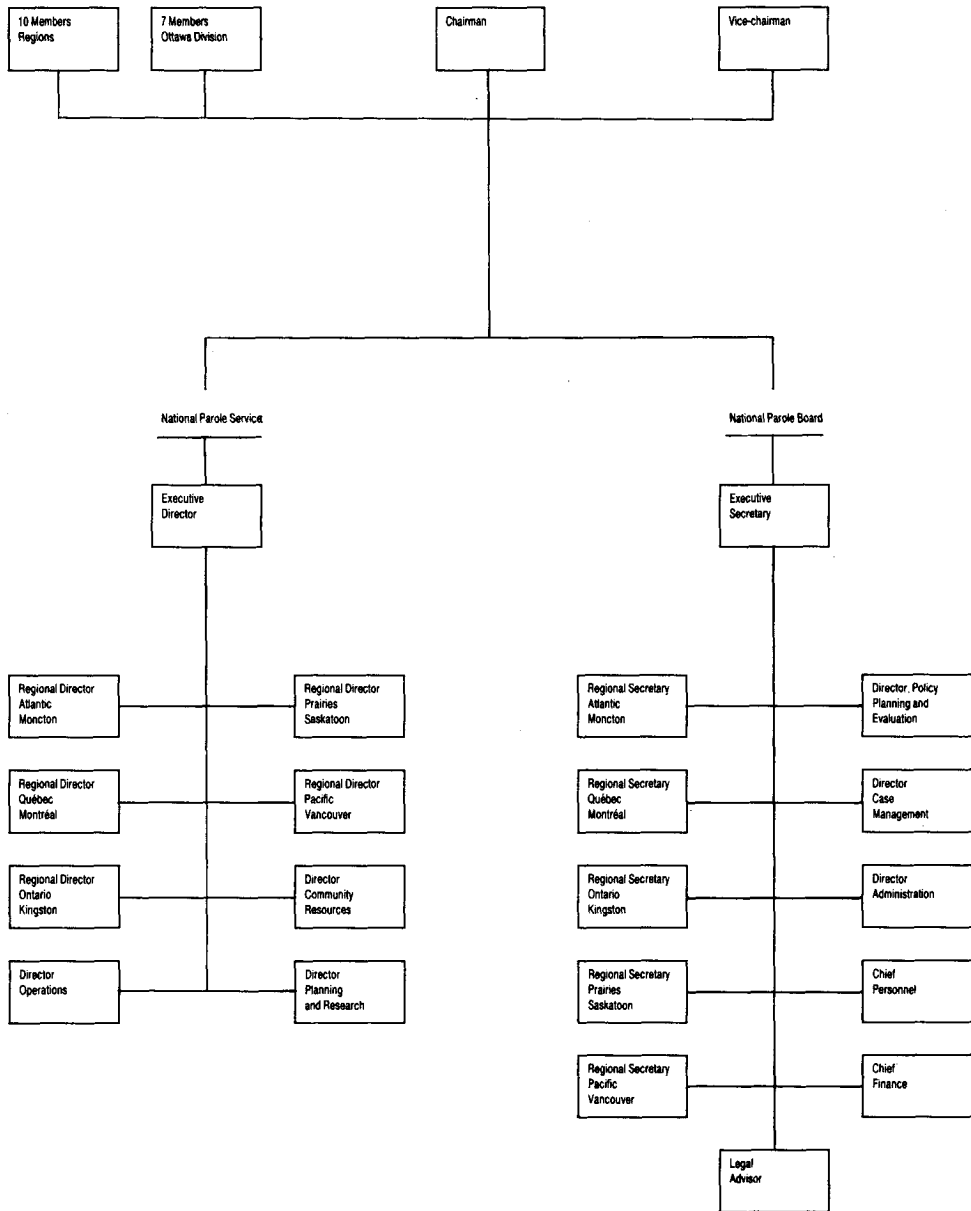 10 Members
Regions
7 Members
Ottawa Division
Chairman
Vice-chairman
National Parole Service
National Parole Board
Executive
Director
Executive
Secretary
Regional Director
Atlantic
Moncton
Regional Director
Prairies
Saskatoon
Regional Secretary
Atlantic
Moncton
Director, Policy
Planning and
Evaluation
Regional Director
Québec
Montréal
Regional Director
Pacific
Vancouver
Regional Secretary
Québec
Montréal
Director
Case
Management
Regional Director
Ontario
Kingston
Director
Community
Resources
Regional Secretary
Ontario
Kingston
Director
Administration
Director
Operations
Director
Planning
and Research
Regional Secretary
Prairies
Saskatoon
Chief
Personnel
Regional Secretary
Pacific
Vancouver
Chief
Finance
Legal
Advisor